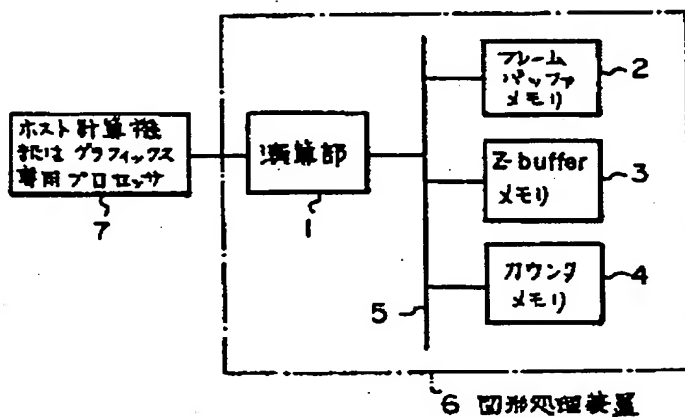 ホスト計算機
またはグラフィックス
専用プロセッサ
7
演算部
1
フレーム
バッファ
メモリ
2
Z-buffer
メモリ
3
カウンタ
メモリ
4
5
6 図形処理装置